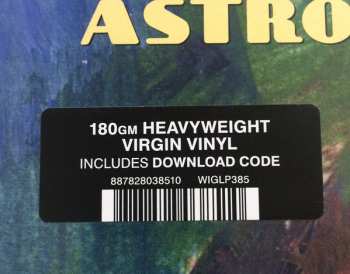 ASTRO
180GM HEAVYWEIGHT
VIRGIN VINYL
INCLUDES DOWNLOAD CODE
887828038510 WIGLP385